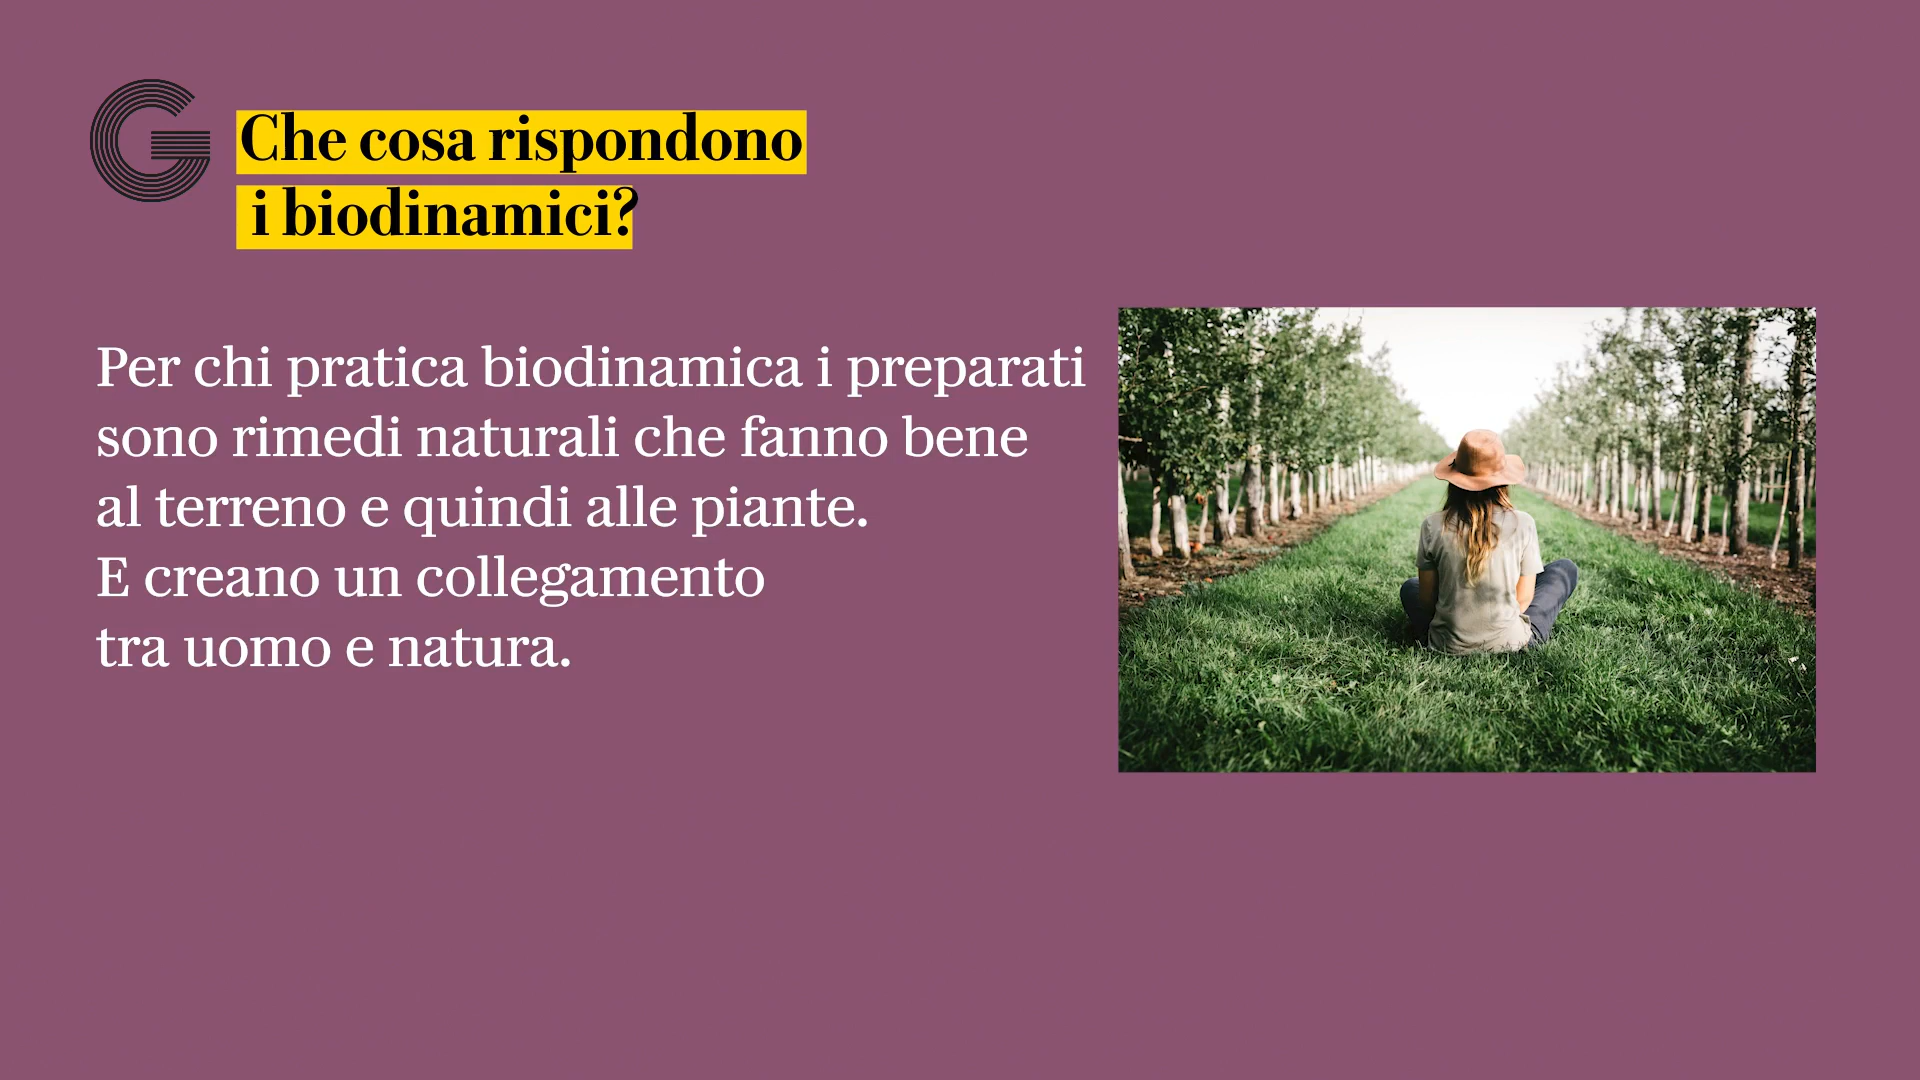 G
Che cosa rispondono
i biodinamici?
Per chi pratica biodinamica i preparati
sono rimedi naturali che fanno bene
al terreno e quindi alle piante.
E creano un collegamento
tra uomo e natura.